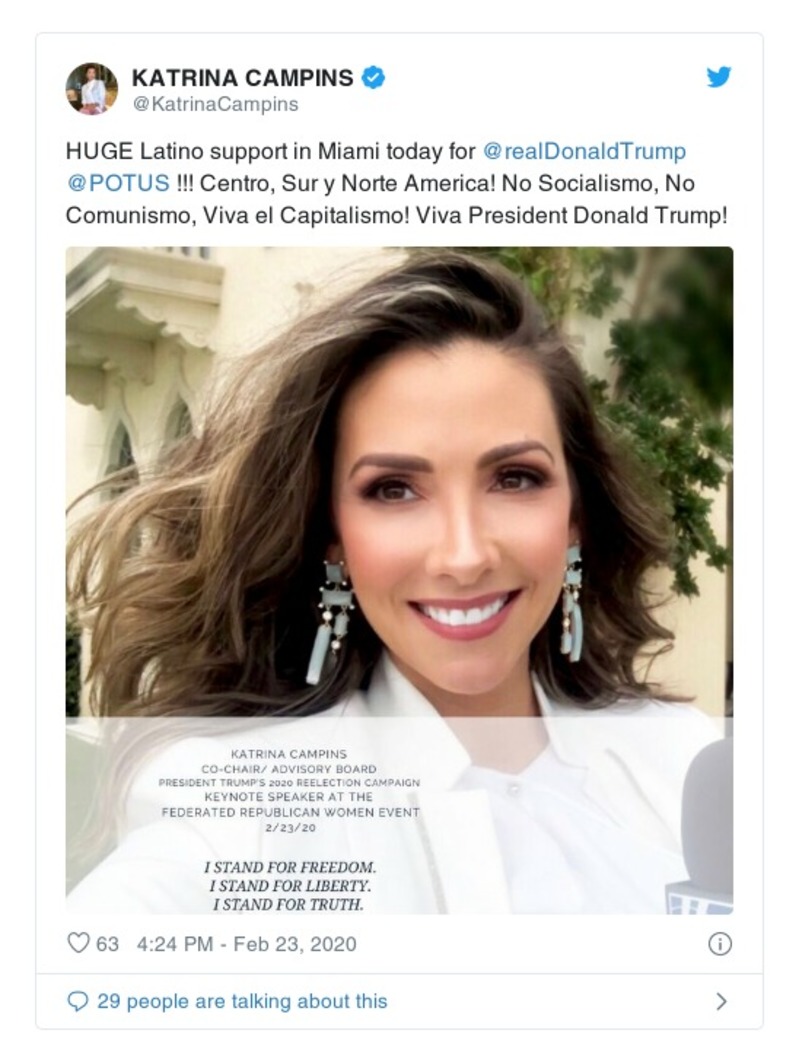 KATRINA CAMPINS
@KatrinaCampins
HUGE Latino support in Miami today for @realDonaldTrump
@POTUS !!! Centro, Sur y Norte America! No Socialismo, No
Comunismo, Viva el Capitalismo! Viva President Donald Trump!
KATRINA CAMPINS
CO-CHAIR/ ADVISORY BOARD
PRESIDENT TRUMP'S 2020 REELECTION CAMPAIGN
KEYNOTE SPEAKER AT THE
FEDERATED REPUBLICAN WOMEN EVENT
2/23/20
I STAND FOR FREEDOM.
I STAND FOR LIBERTY.
I STAND FOR TRUTH.
63 4:24 PM - Feb 23, 2020
29 people are talking about this